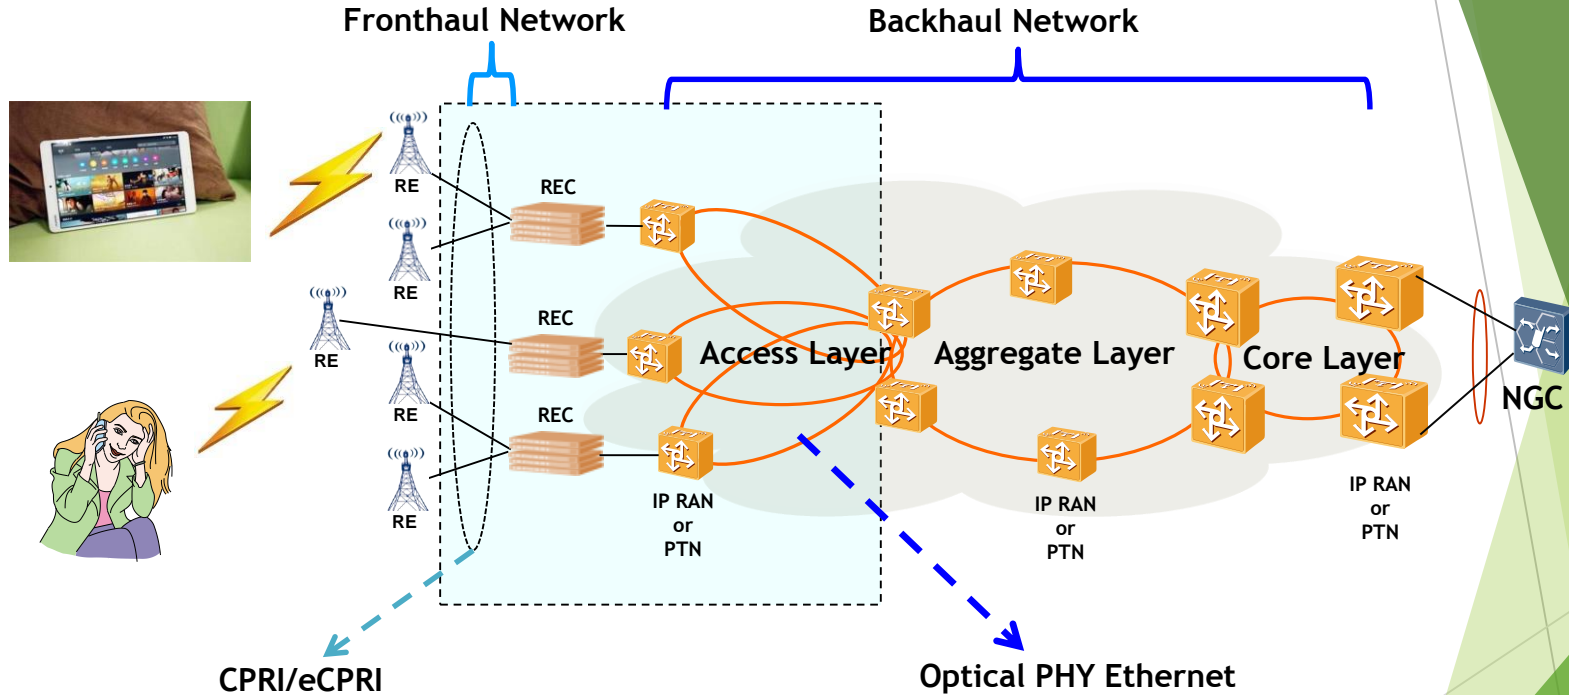 Fronthaul Network
Backhaul Network
RE
REC
RE
REC
RE
Access Layer
Aggregate Layer
Core Layer
NGC
RE
REC
RE
IP RAN
or
PTN
IP RAN
or
PTN
IP RAN
or
PTN
CPRI/eCPRI
Optical PHY Ethernet